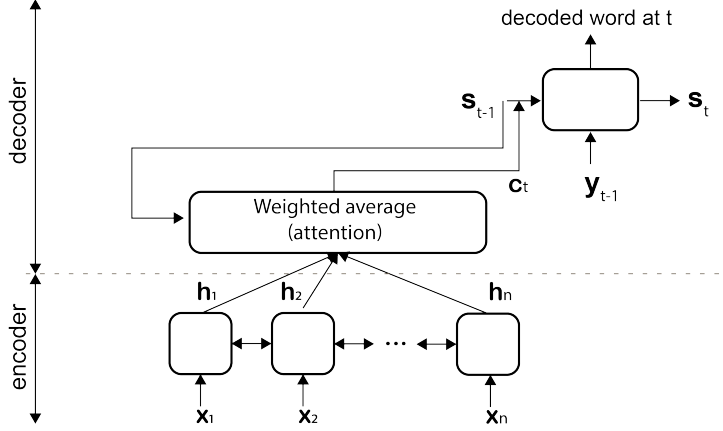 decoded word at t
decoder
s t-1
s t
c t
y t-1
Weighted average
(attention)
h 1
h 2
h n
encoder
...
x 1
x 2
x n